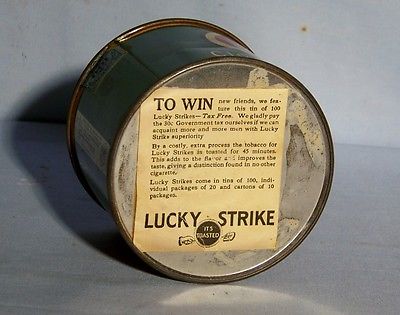 TO WIN new friends, we fea-
ture this tin of 100
Lucky Strikes—Tax Free. We gladly pay
the 30c Government tax ourselves if we can
acquaint more and more men with Lucky
Strike superiority
By a costly, extra process the tobacco for
Lucky Strikes is toasted for 45 minutes.
This adds to the flavor and improves the
taste, giving a distinction found in no other
cigarette.
Lucky Strikes come in tins of 100, Indi-
vidual packages of 20 and cartons of 10
packages.
LUCKY STRIKE
IT'S
TOASTED